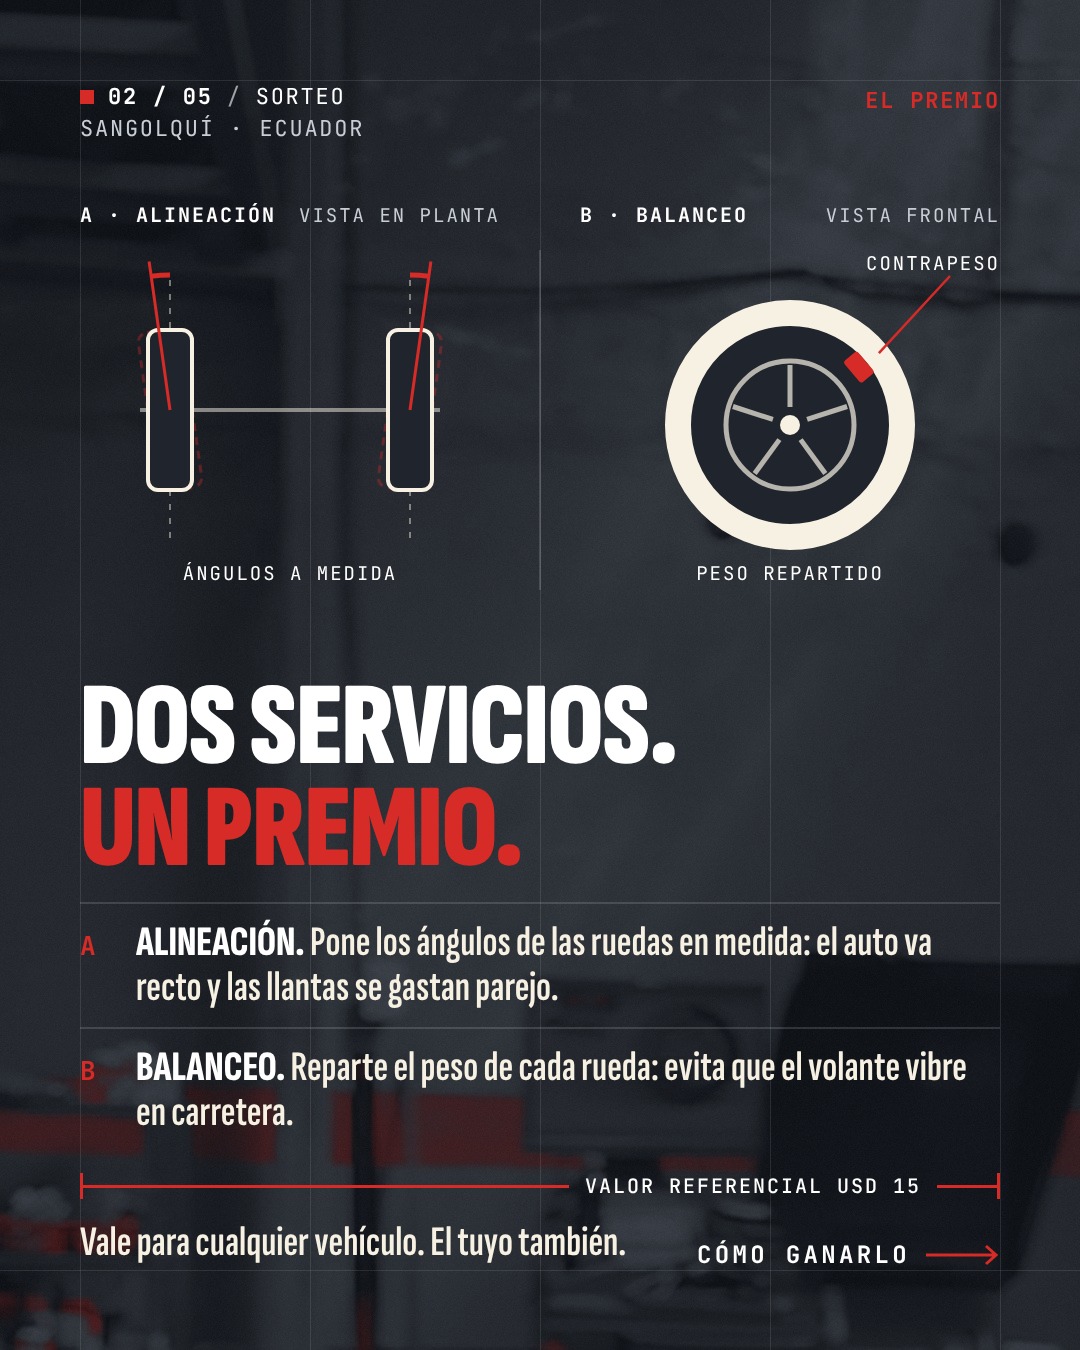 02 / 05 / SORTEO
SANGOLQUÍ · ECUADOR
EL PREMIO
A · ALINEACIÓN VISTA EN PLANTA
B · BALANCEO VISTA FRONTAL
CONTRAPESO
ÁNGULOS A MEDIDA
PESO REPARTIDO
DOS SERVICIOS.
UN PREMIO.
A ALINEACIÓN. Pone los ángulos de las ruedas en medida: el auto va
recto y las llantas se gastan parejo.
B BALANCEO. Reparte el peso de cada rueda: evita que el volante vibre
en carretera.
VALOR REFERENCIAL USD 15
Vale para cualquier vehículo. El tuyo también.
CÓMO GANARLO